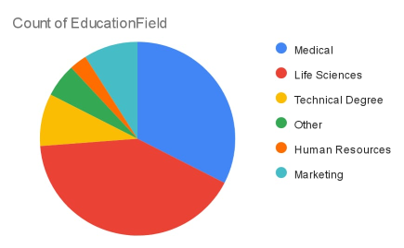 Count of EducationField
Medical
Life Sciences
Technical Degree
Other
Human Resources
Marketing